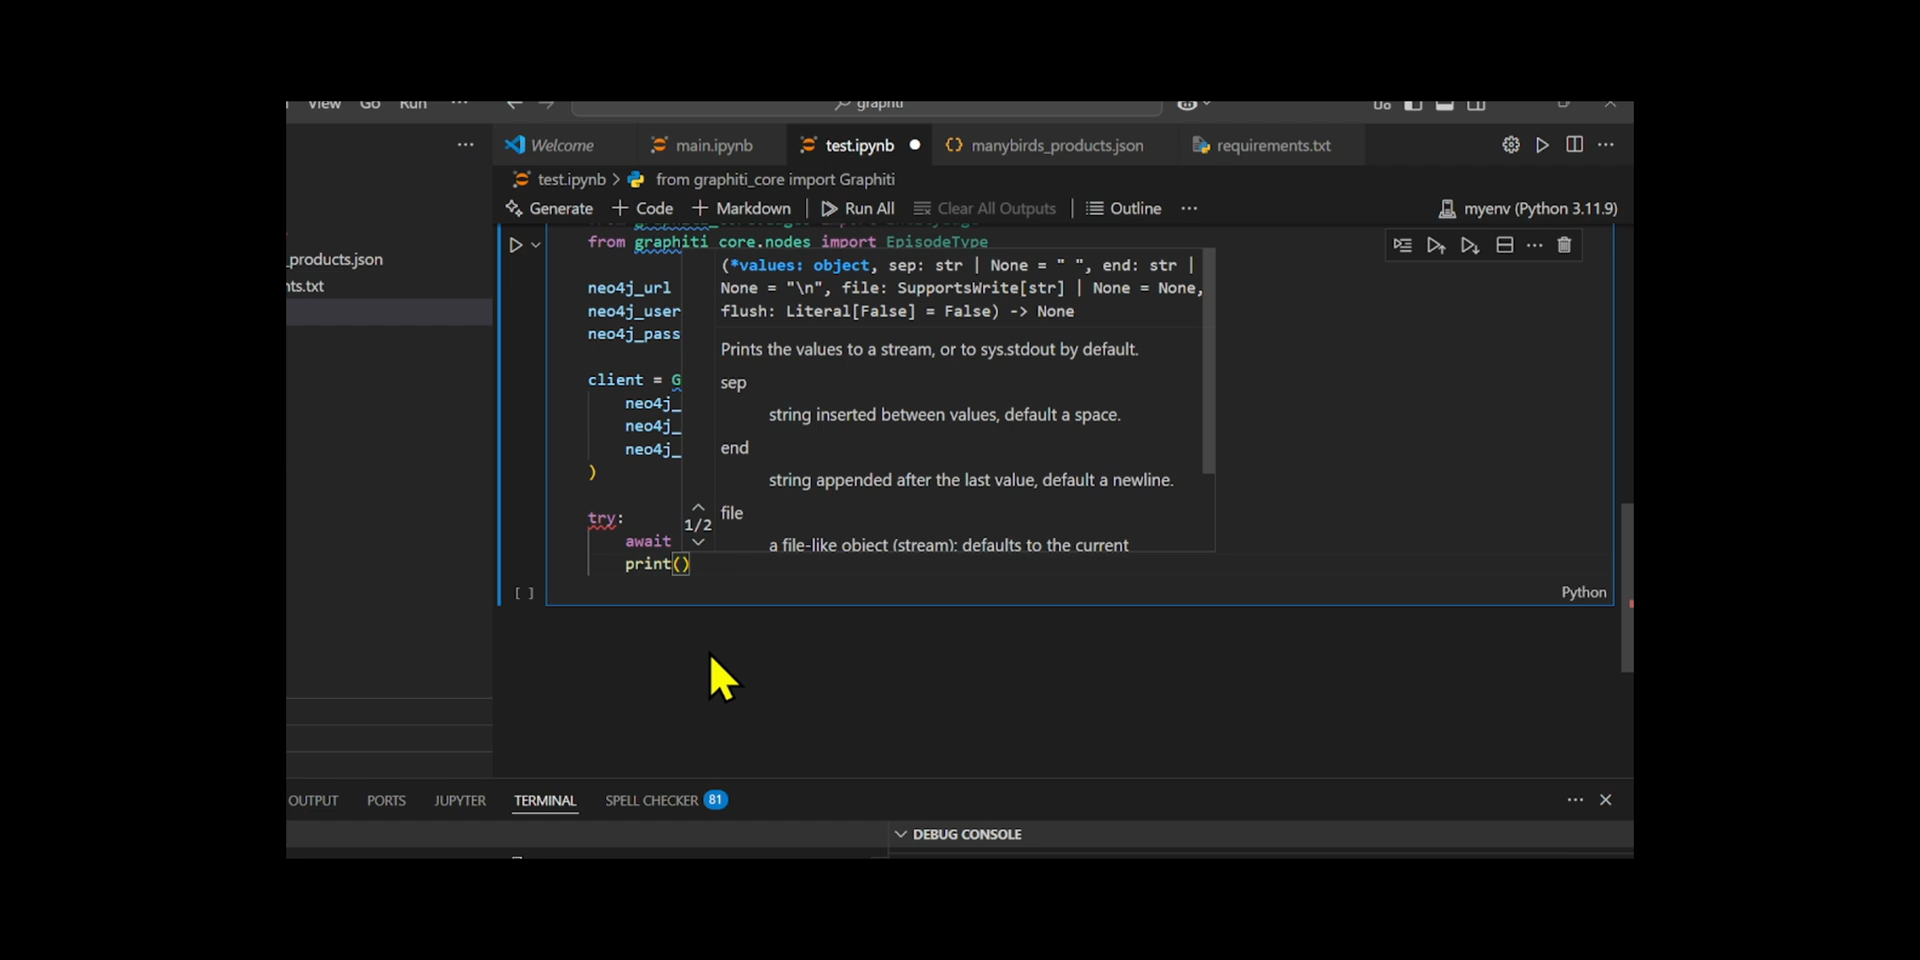 View Go Run ··· graphiti
Welcome main.ipynb test.ipynb manybirds_products.json requirements.txt
test.ipynb > from graphiti_core import Graphiti
Generate + Code + Markdown Run All Clear All Outputs Outline ··· myenv (Python 3.11.9)
from graphiti_core.nodes import EpisodeType
_products.json
nts.txt
(*values: object, sep: str | None = " ", end: str |
neo4j_url None = "\n", file: SupportsWrite[str] | None = None,
neo4j_user flush: Literal[False] = False) -> None
neo4j_pass Prints the values to a stream, or to sys.stdout by default.
client = G sep
neo4j_ string inserted between values, default a space.
neo4j_
neo4j_ end
) string appended after the last value, default a newline.
try: 1/2 file
await a file-like object (stream); defaults to the current
print()
[ ] Python
OUTPUT PORTS JUPYTER TERMINAL SPELL CHECKER 81
DEBUG CONSOLE